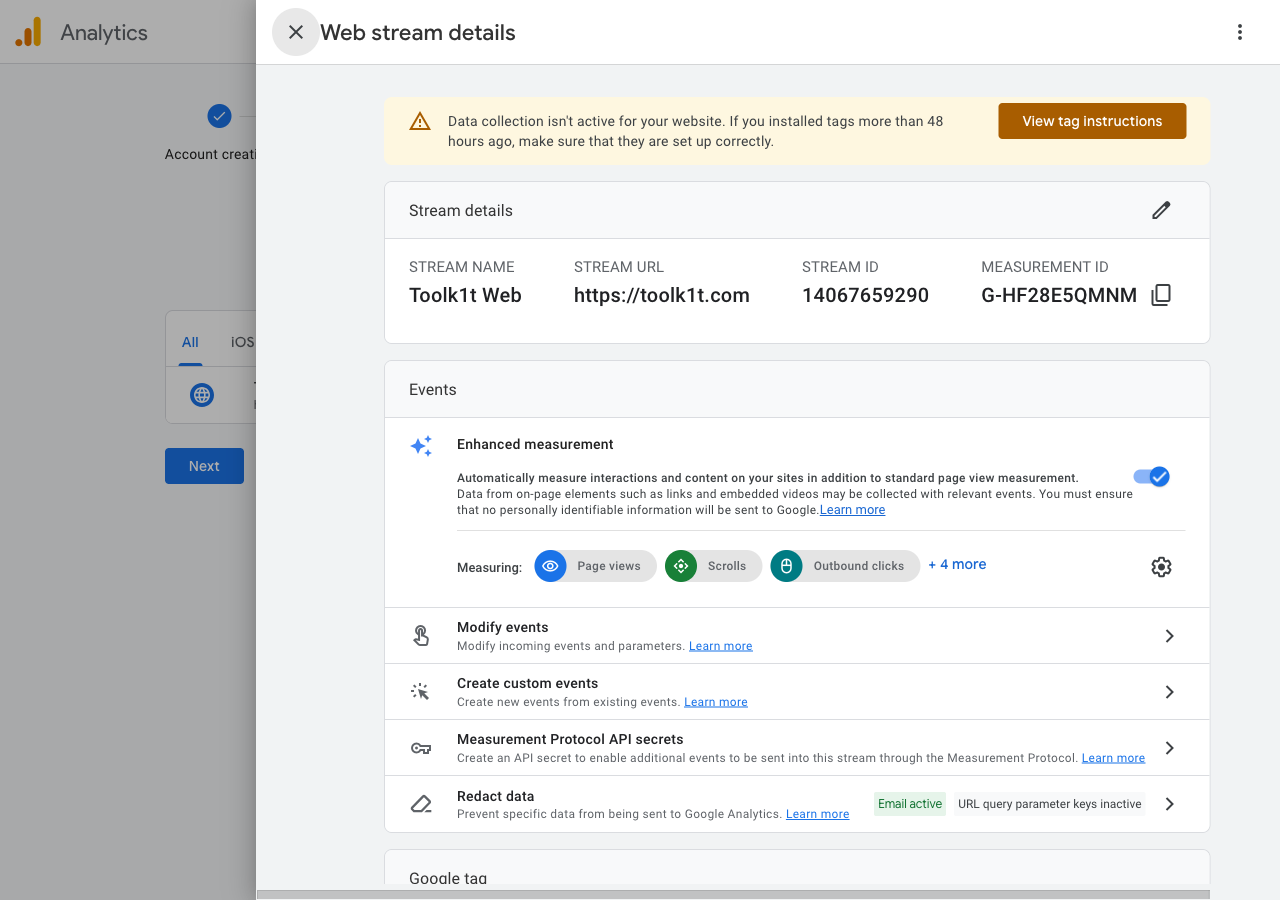 Analytics
Web stream details
Account creati
Data collection isn't active for your website. If you installed tags more than 48
hours ago, make sure that they are set up correctly.
View tag instructions
Stream details
STREAM NAME
Toolk1t Web
STREAM URL
https://toolk1t.com
STREAM ID
14067659290
MEASUREMENT ID
G-HF28E5QMNM
All
iOS
Next
Events
Enhanced measurement
Automatically measure interactions and content on your sites in addition to standard page view measurement.
Data from on-page elements such as links and embedded videos may be collected with relevant events. You must ensure
that no personally identifiable information will be sent to Google.Learn more
Measuring:
Page views
Scrolls
Outbound clicks
+ 4 more
Modify events
Modify incoming events and parameters. Learn more
Create custom events
Create new events from existing events. Learn more
Measurement Protocol API secrets
Create an API secret to enable additional events to be sent into this stream through the Measurement Protocol. Learn more
Redact data
Prevent specific data from being sent to Google Analytics. Learn more
Email active
URL query parameter keys inactive
Google tag